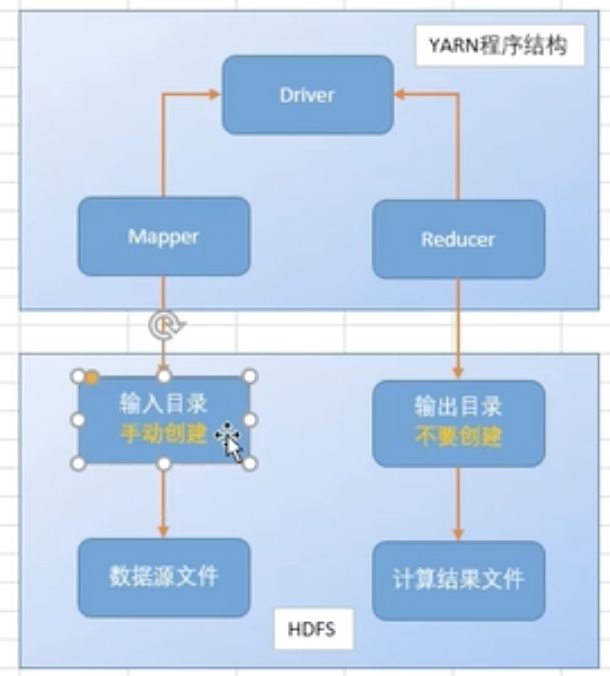 YARN程序结构
Driver
Mapper
Reducer
输入目录
手动创建
输出目录
不要创建
数据源文件
计算结果文件
HDFS